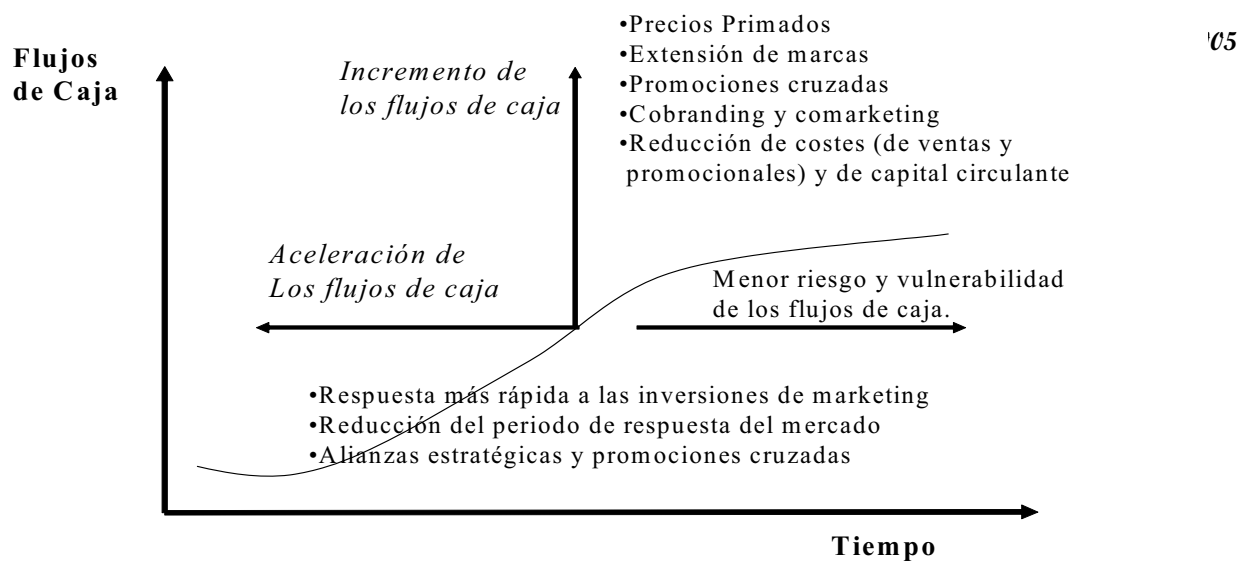 •Precios Primados
•Extensión de marcas
•Promociones cruzadas
•Cobranding y comarketing
•Reducción de costes (de ventas y
promocionales) y de capital circulante
05
Flujos
de Caja
Incremento de
los flujos de caja
Aceleración de
Los flujos de caja
Menor riesgo y vulnerabilidad
de los flujos de caja.
•Respuesta más rápida a las inversiones de marketing
•Reducción del periodo de respuesta del mercado
•Alianzas estratégicas y promociones cruzadas
Tiempo